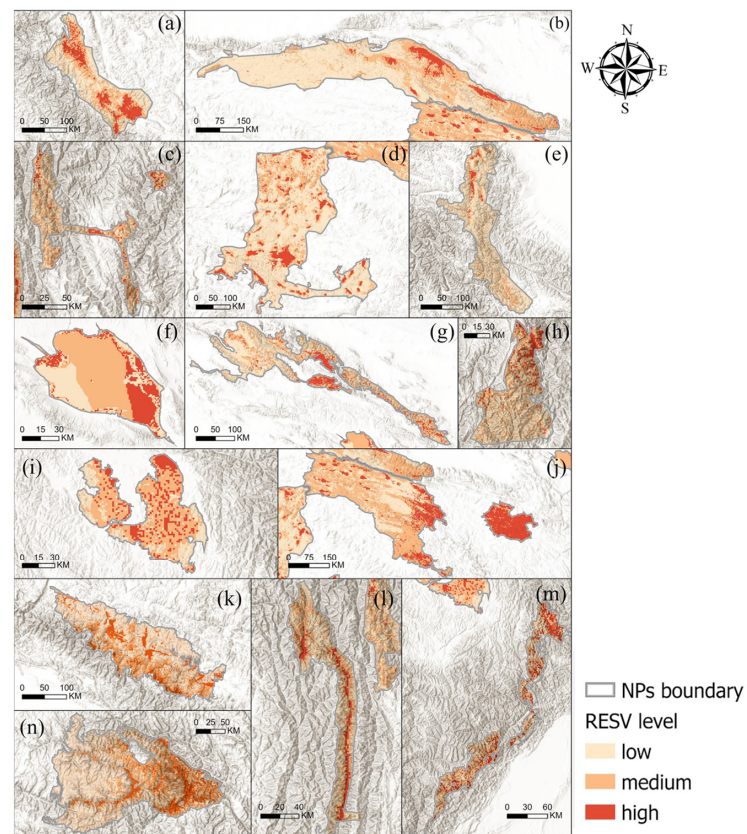 (a)
0 50 100
KM
(b)
0 75 150
KM
N
W E
S
(c)
0 25 50
KM
(d)
0 50 100
KM
(e)
0 50 100
KM
(f)
0 15 30
KM
(g)
0 50 100
KM
(h)
0 15 30
KM
(i)
0 15 30
KM
(j)
0 75 150
KM
(k)
0 50 100
KM
(l)
0 20 40
KM
(m)
0 30 60
KM
(n)
0 25 50
KM
NPs boundary
RESV level
low
medium
high